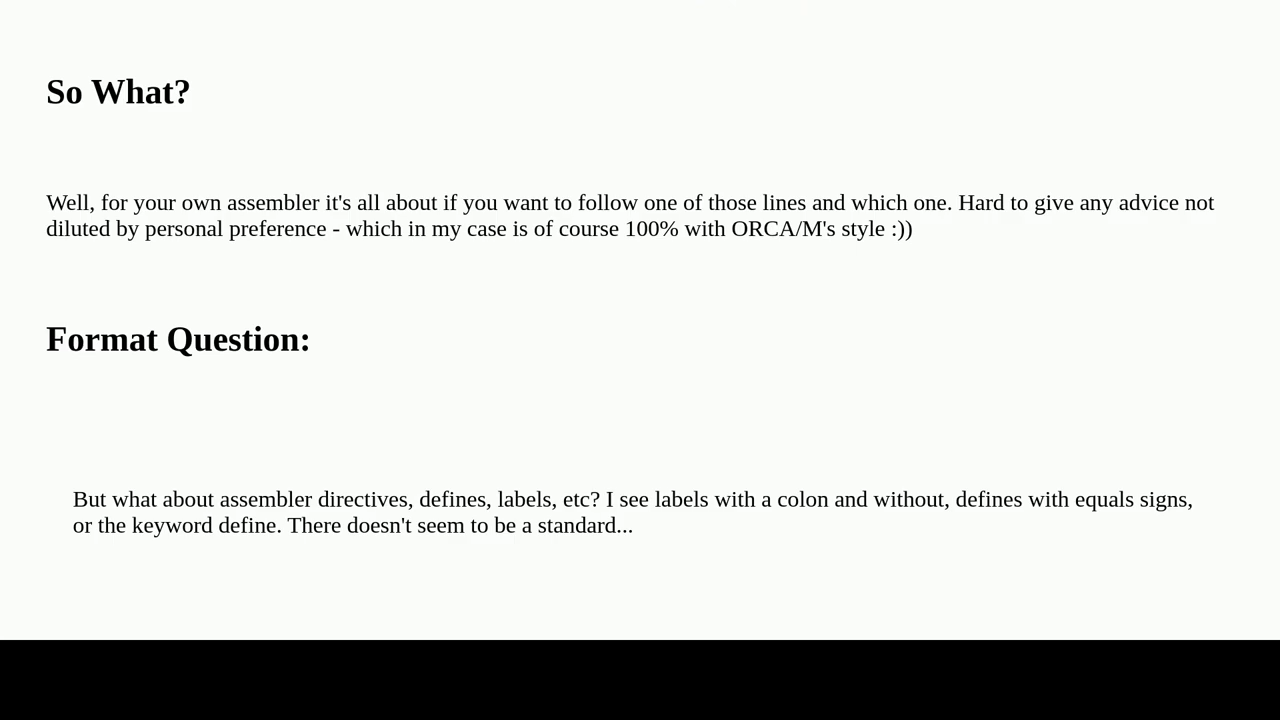 So What?
Well, for your own assembler it's all about if you want to follow one of those lines and which one. Hard to give any advice not
diluted by personal preference - which in my case is of course 100% with ORCA/M's style :))
Format Question:
But what about assembler directives, defines, labels, etc? I see labels with a colon and without, defines with equals signs,
or the keyword define. There doesn't seem to be a standard...